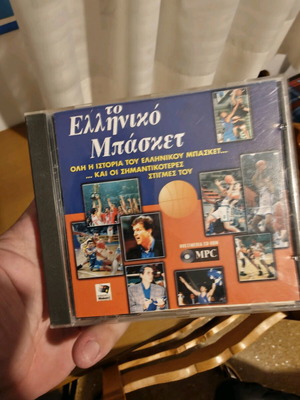 το
Ελληνικό
Μπάσκετ
ΟΛΗ Η ΙΣΤΟΡΙΑ ΤΟΥ ΕΛΛΗΝΙΚΟΥ ΜΠΑΣΚΕΤ...
... ΚΑΙ ΟΙ ΣΗΜΑΝΤΙΚΟΤΕΡΕΣ
ΣΤΙΓΜΕΣ ΤΟΥ
MPC